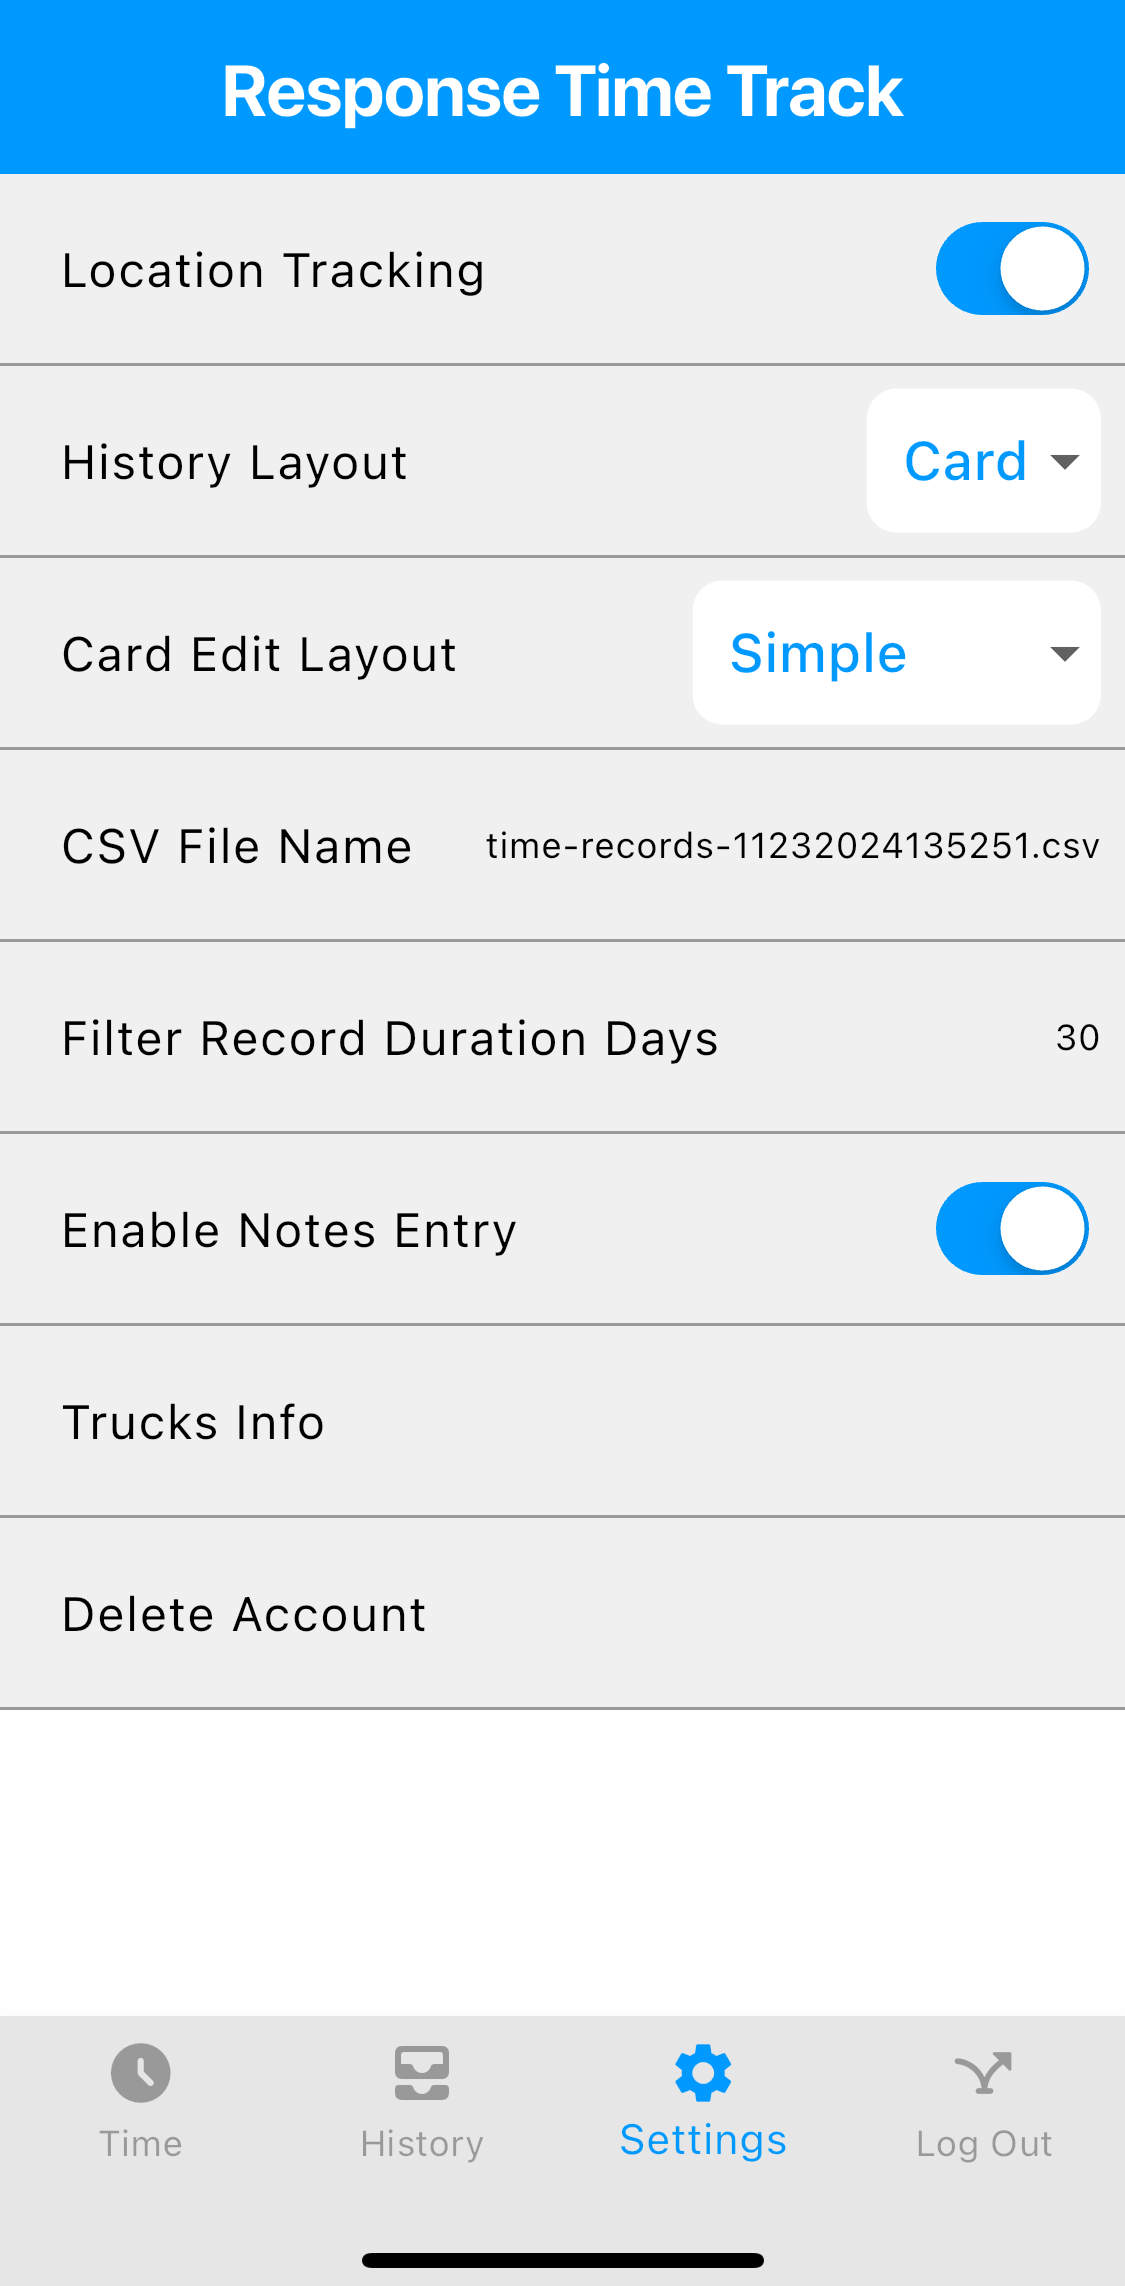 Response Time Track
Location Tracking
History Layout Card
Card Edit Layout Simple
CSV File Name time-records-11232024135251.csv
Filter Record Duration Days 30
Enable Notes Entry
Trucks Info
Delete Account
Time History Settings Log Out